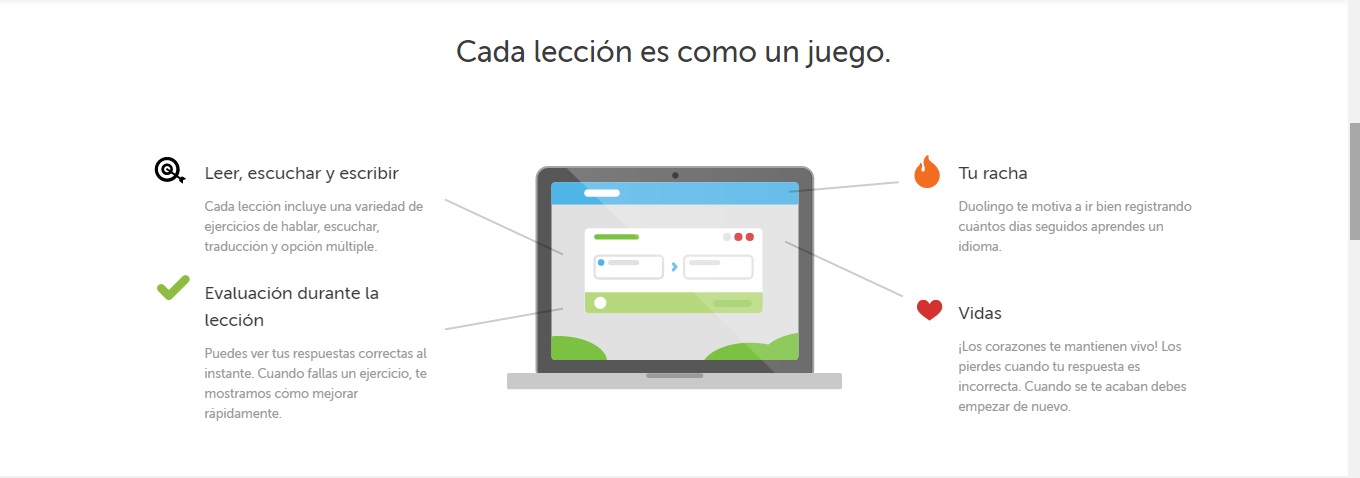 Cada lección es como un juego.
Leer, escuchar y escribir
Cada lección incluye una variedad de
ejercicios de hablar, escuchar,
traducción y opción múltiple.
Evaluación durante la
lección
Puedes ver tus respuestas correctas al
instante. Cuando fallas un ejercicio, te
mostramos cómo mejorar
rápidamente.
Tu racha
Duolingo te motiva a ir bien registrando
cuántos días seguidos aprendes un
idioma.
Vidas
¡Los corazones te mantienen vivo! Los
pierdes cuando tu respuesta es
incorrecta. Cuando se te acaban debes
empezar de nuevo.